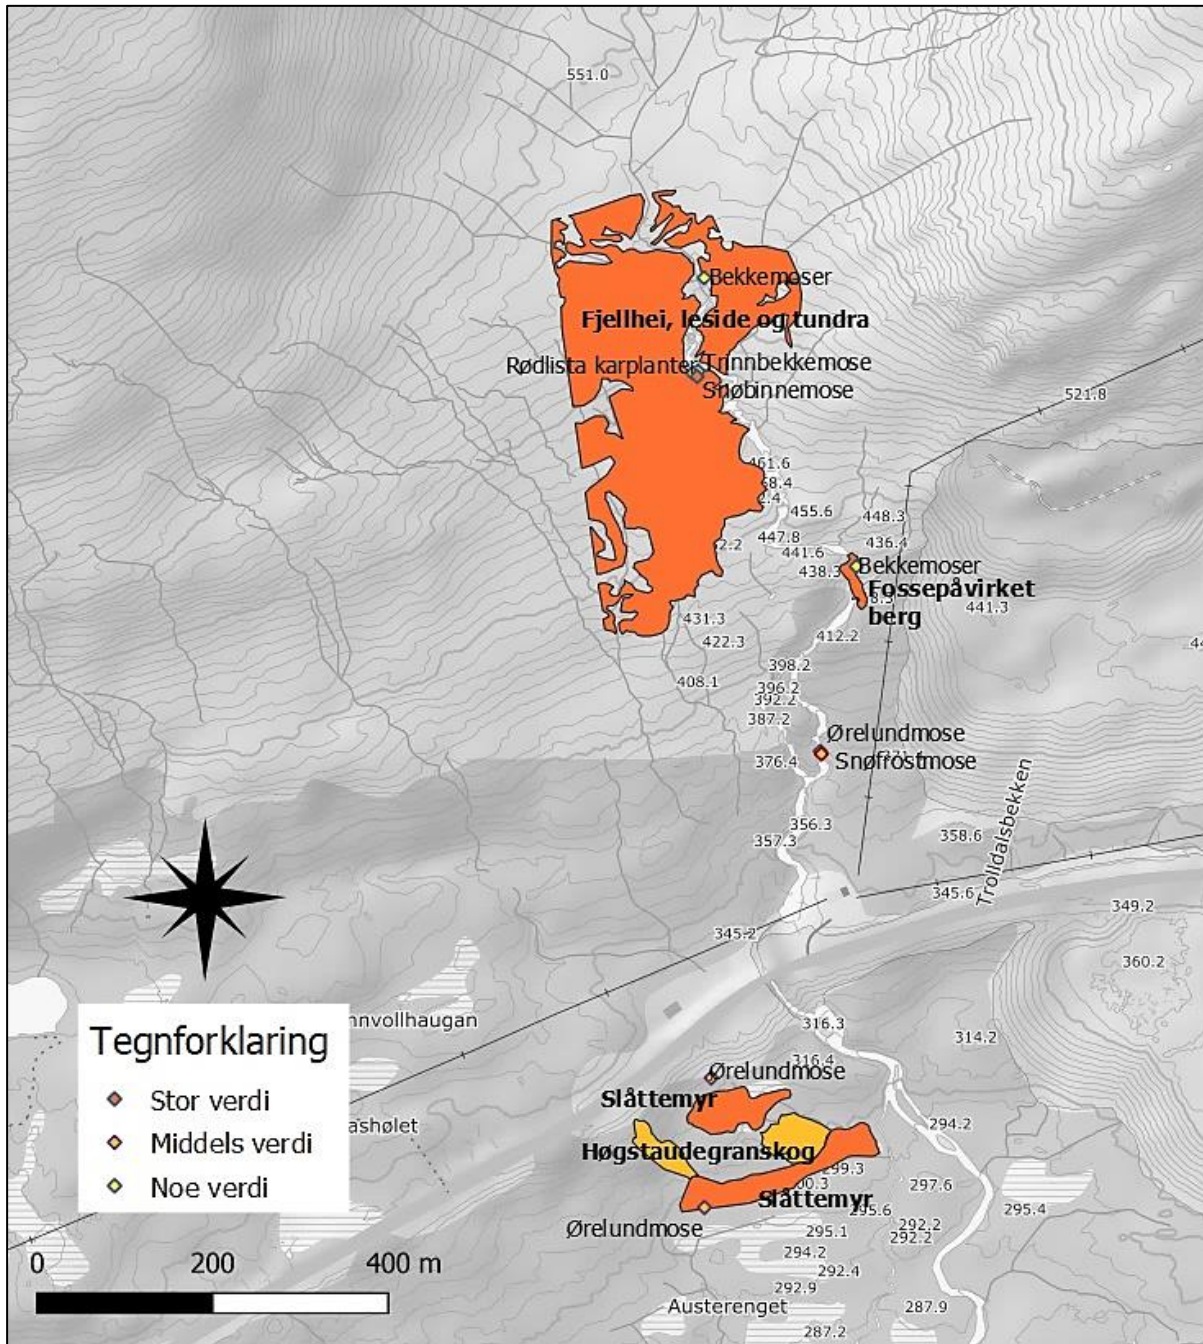 551.0
Bekkemoser
Fjellhei, leside og tundra
Rødlista karplanter
Trinnbekkemose
Snøbinnemose
521.8
461.6
455.6
448.3
447.8
436.4
441.6
438.3
Bekkemoser
Fossepåvirket
berg
441.3
431.3
422.3
412.2
398.2
408.1
396.2
392.2
387.2
Ørelundmose
Snøfrostmose
376.4
356.3
357.3
358.6
Trolldalsbekken
345.6
349.2
345.2
360.2
Tegnforklaring
Stor verdi
Middels verdi
Noe verdi
nnvollhaugan
316.3
314.2
316.4
Ørelundmose
Slåttemyr
ashølet
294.2
Høgstaudegranskog
299.3
297.6
Slåttemyr
295.6
295.4
Ørelundmose
295.1
292.2
292.2
294.2
292.4
292.9
Austerenget
287.9
287.2
0 200 400 m